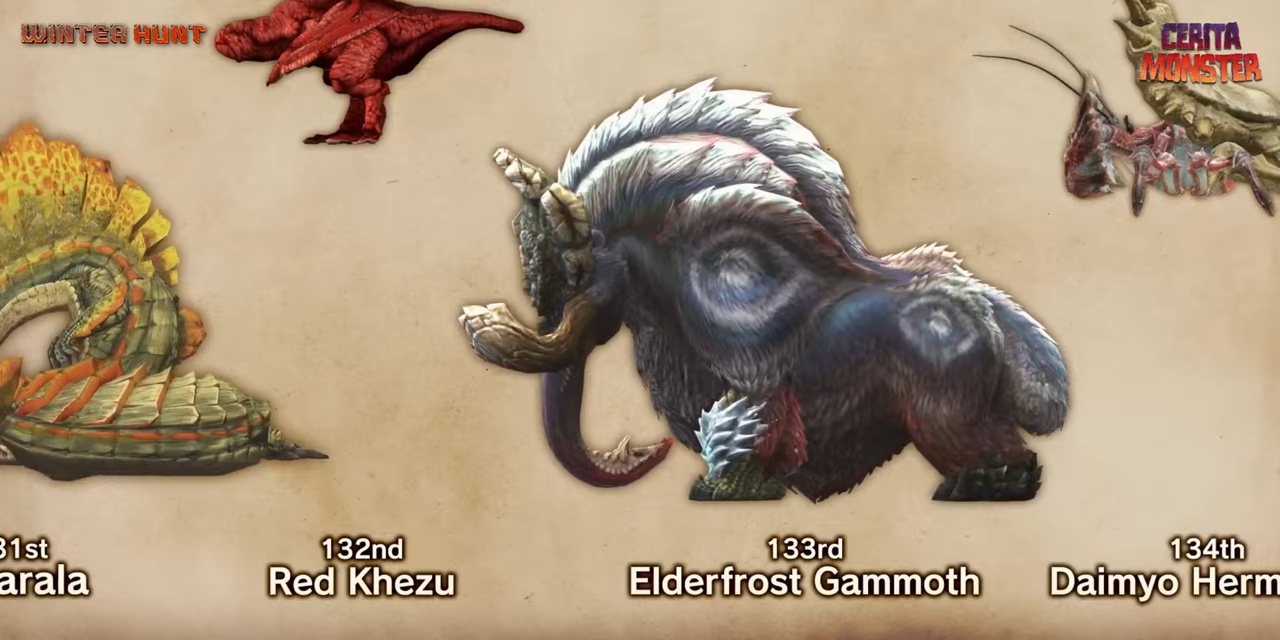 WINTER HUNT
CERITA
MONSTER
31st
arala
132nd
Red Khezu
133rd
Elderfrost Gammoth
134th
Daimyo Herm